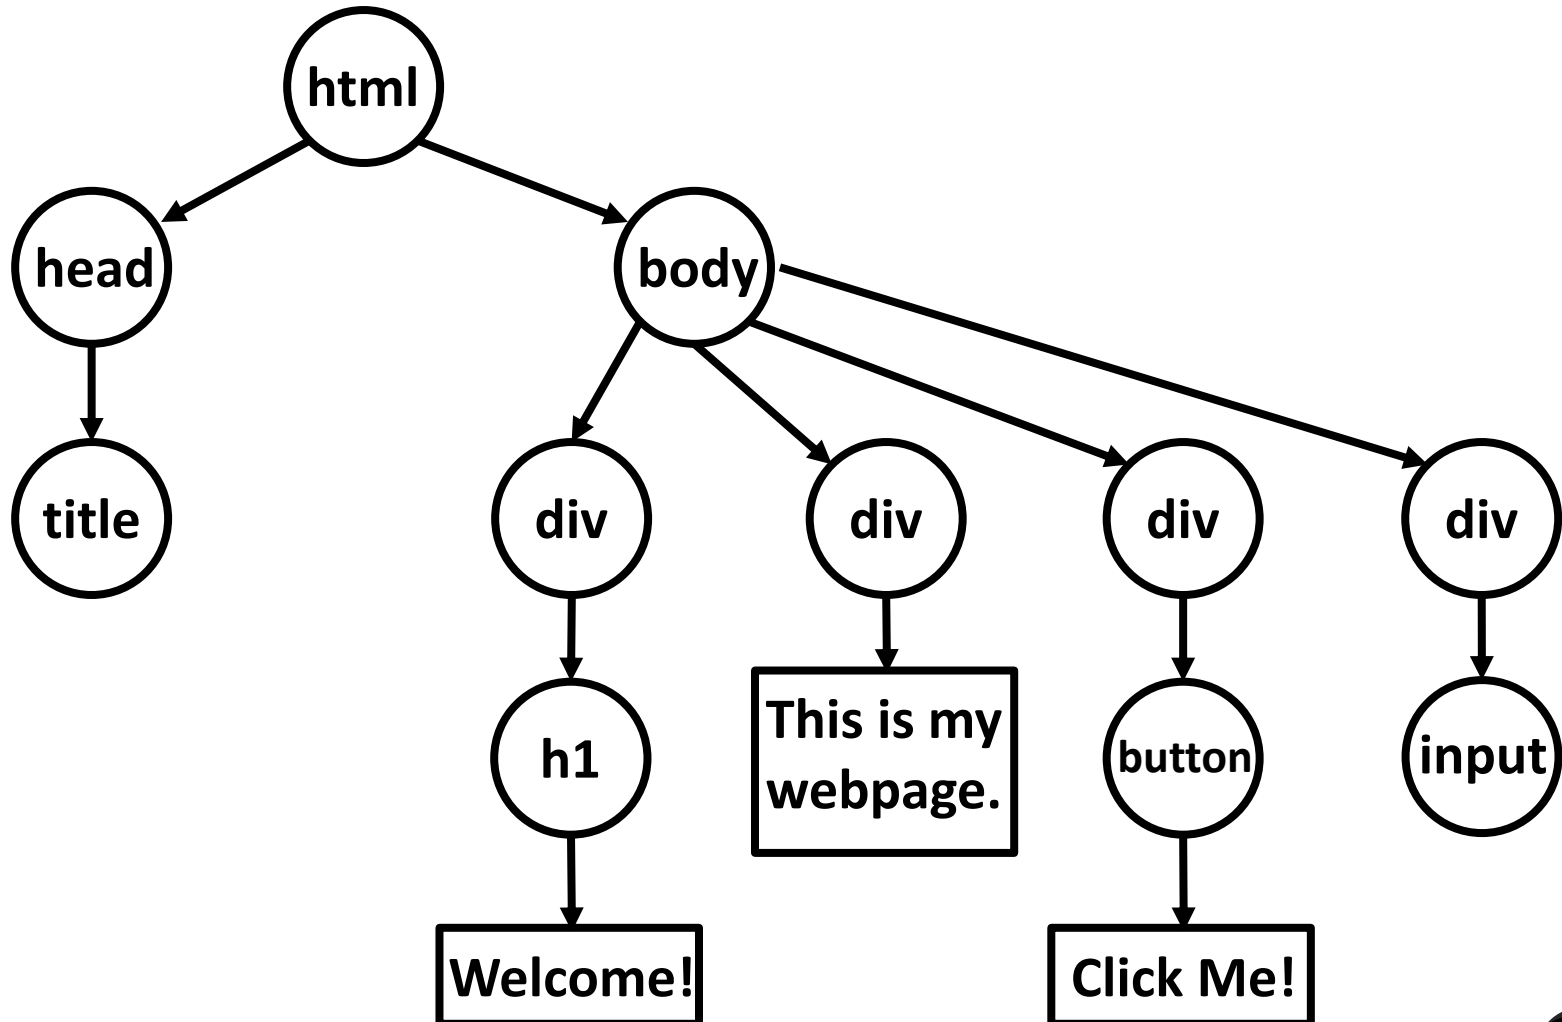 html
head
body
title
div
div
div
div
h1
This is my
webpage.
button
input
Welcome!
Click Me!